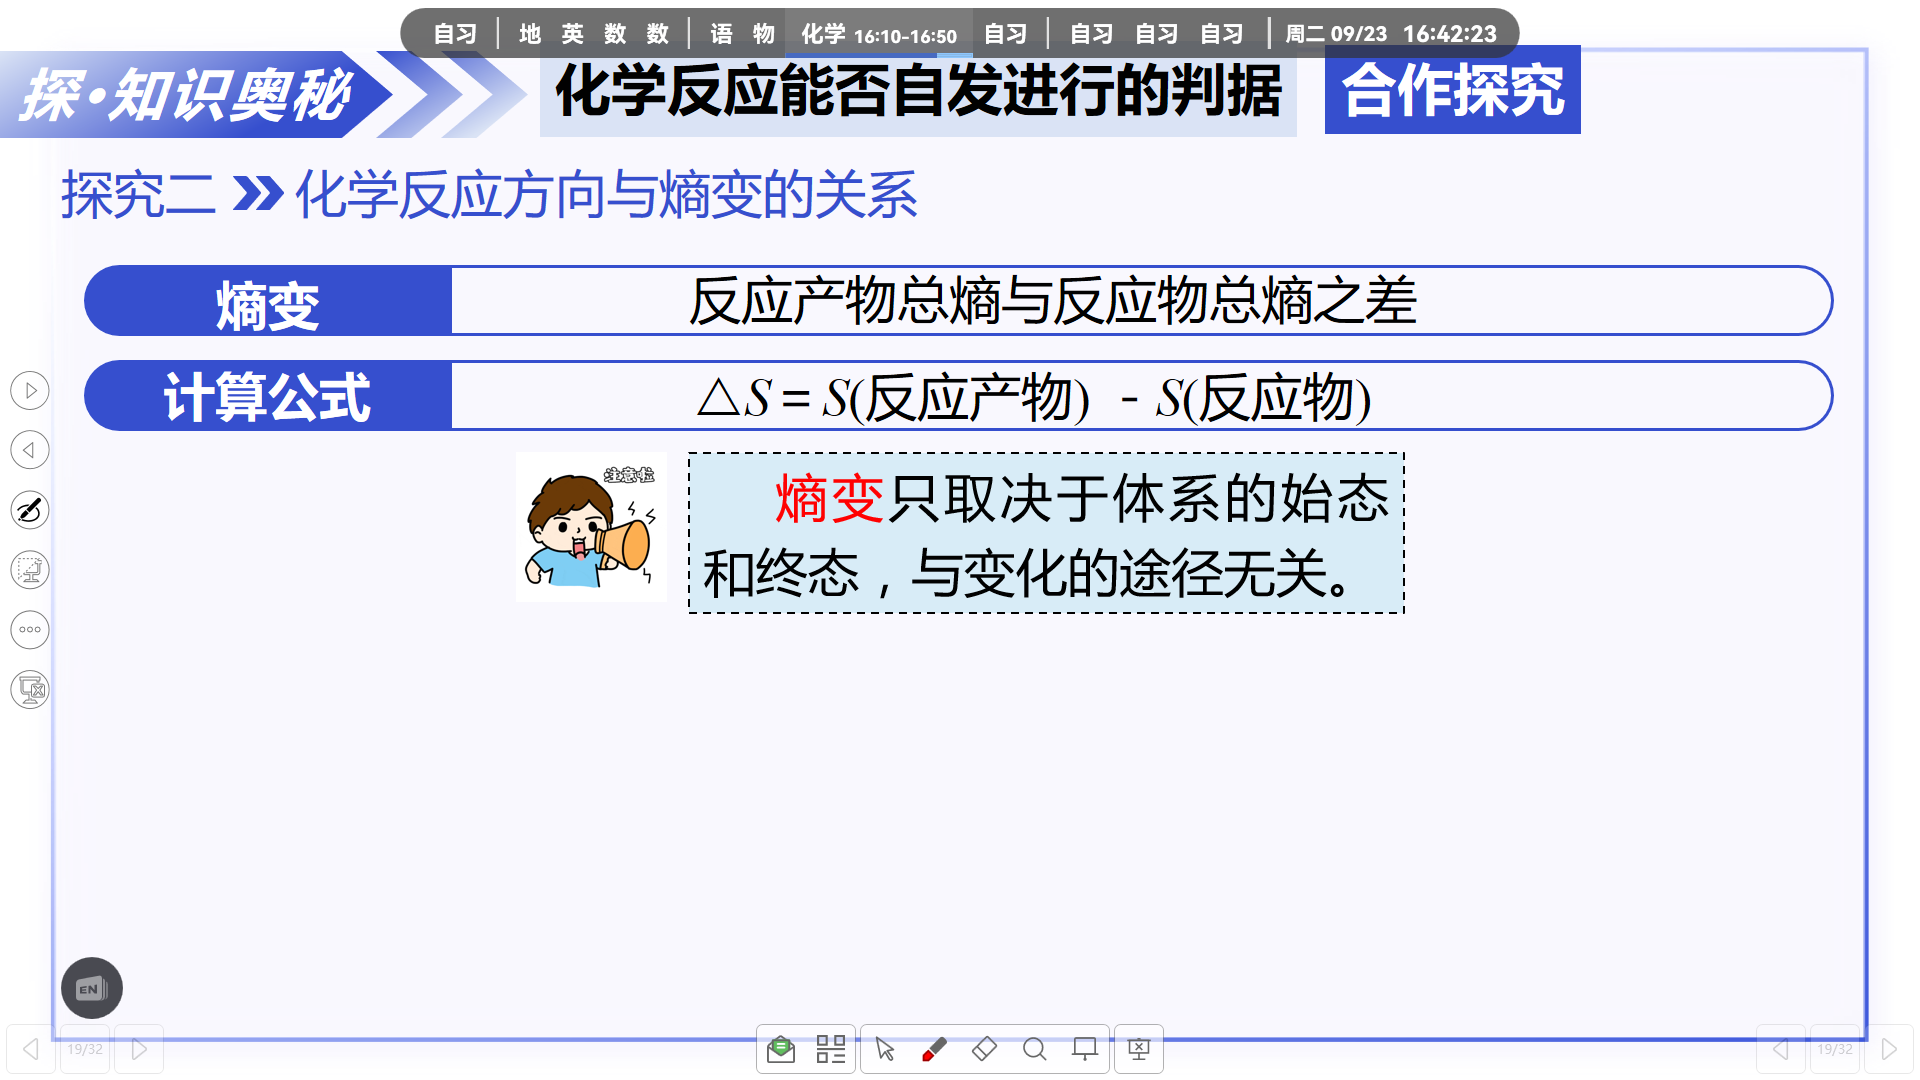 自习 | 地 英 数 数 | 语 物 化学 16:10-16:50 自习 | 自习 自习 自习 | 周二 09/23 16:42:23
探·知识奥秘 化学反应能否自发进行的判据 合作探究
探究二 化学反应方向与熵变的关系
熵变 反应产物总熵与反应物总熵之差
计算公式 △S = S(反应产物) - S(反应物)
注意啦
熵变只取决于体系的始态
和终态，与变化的途径无关。
EN
19/32 19/32